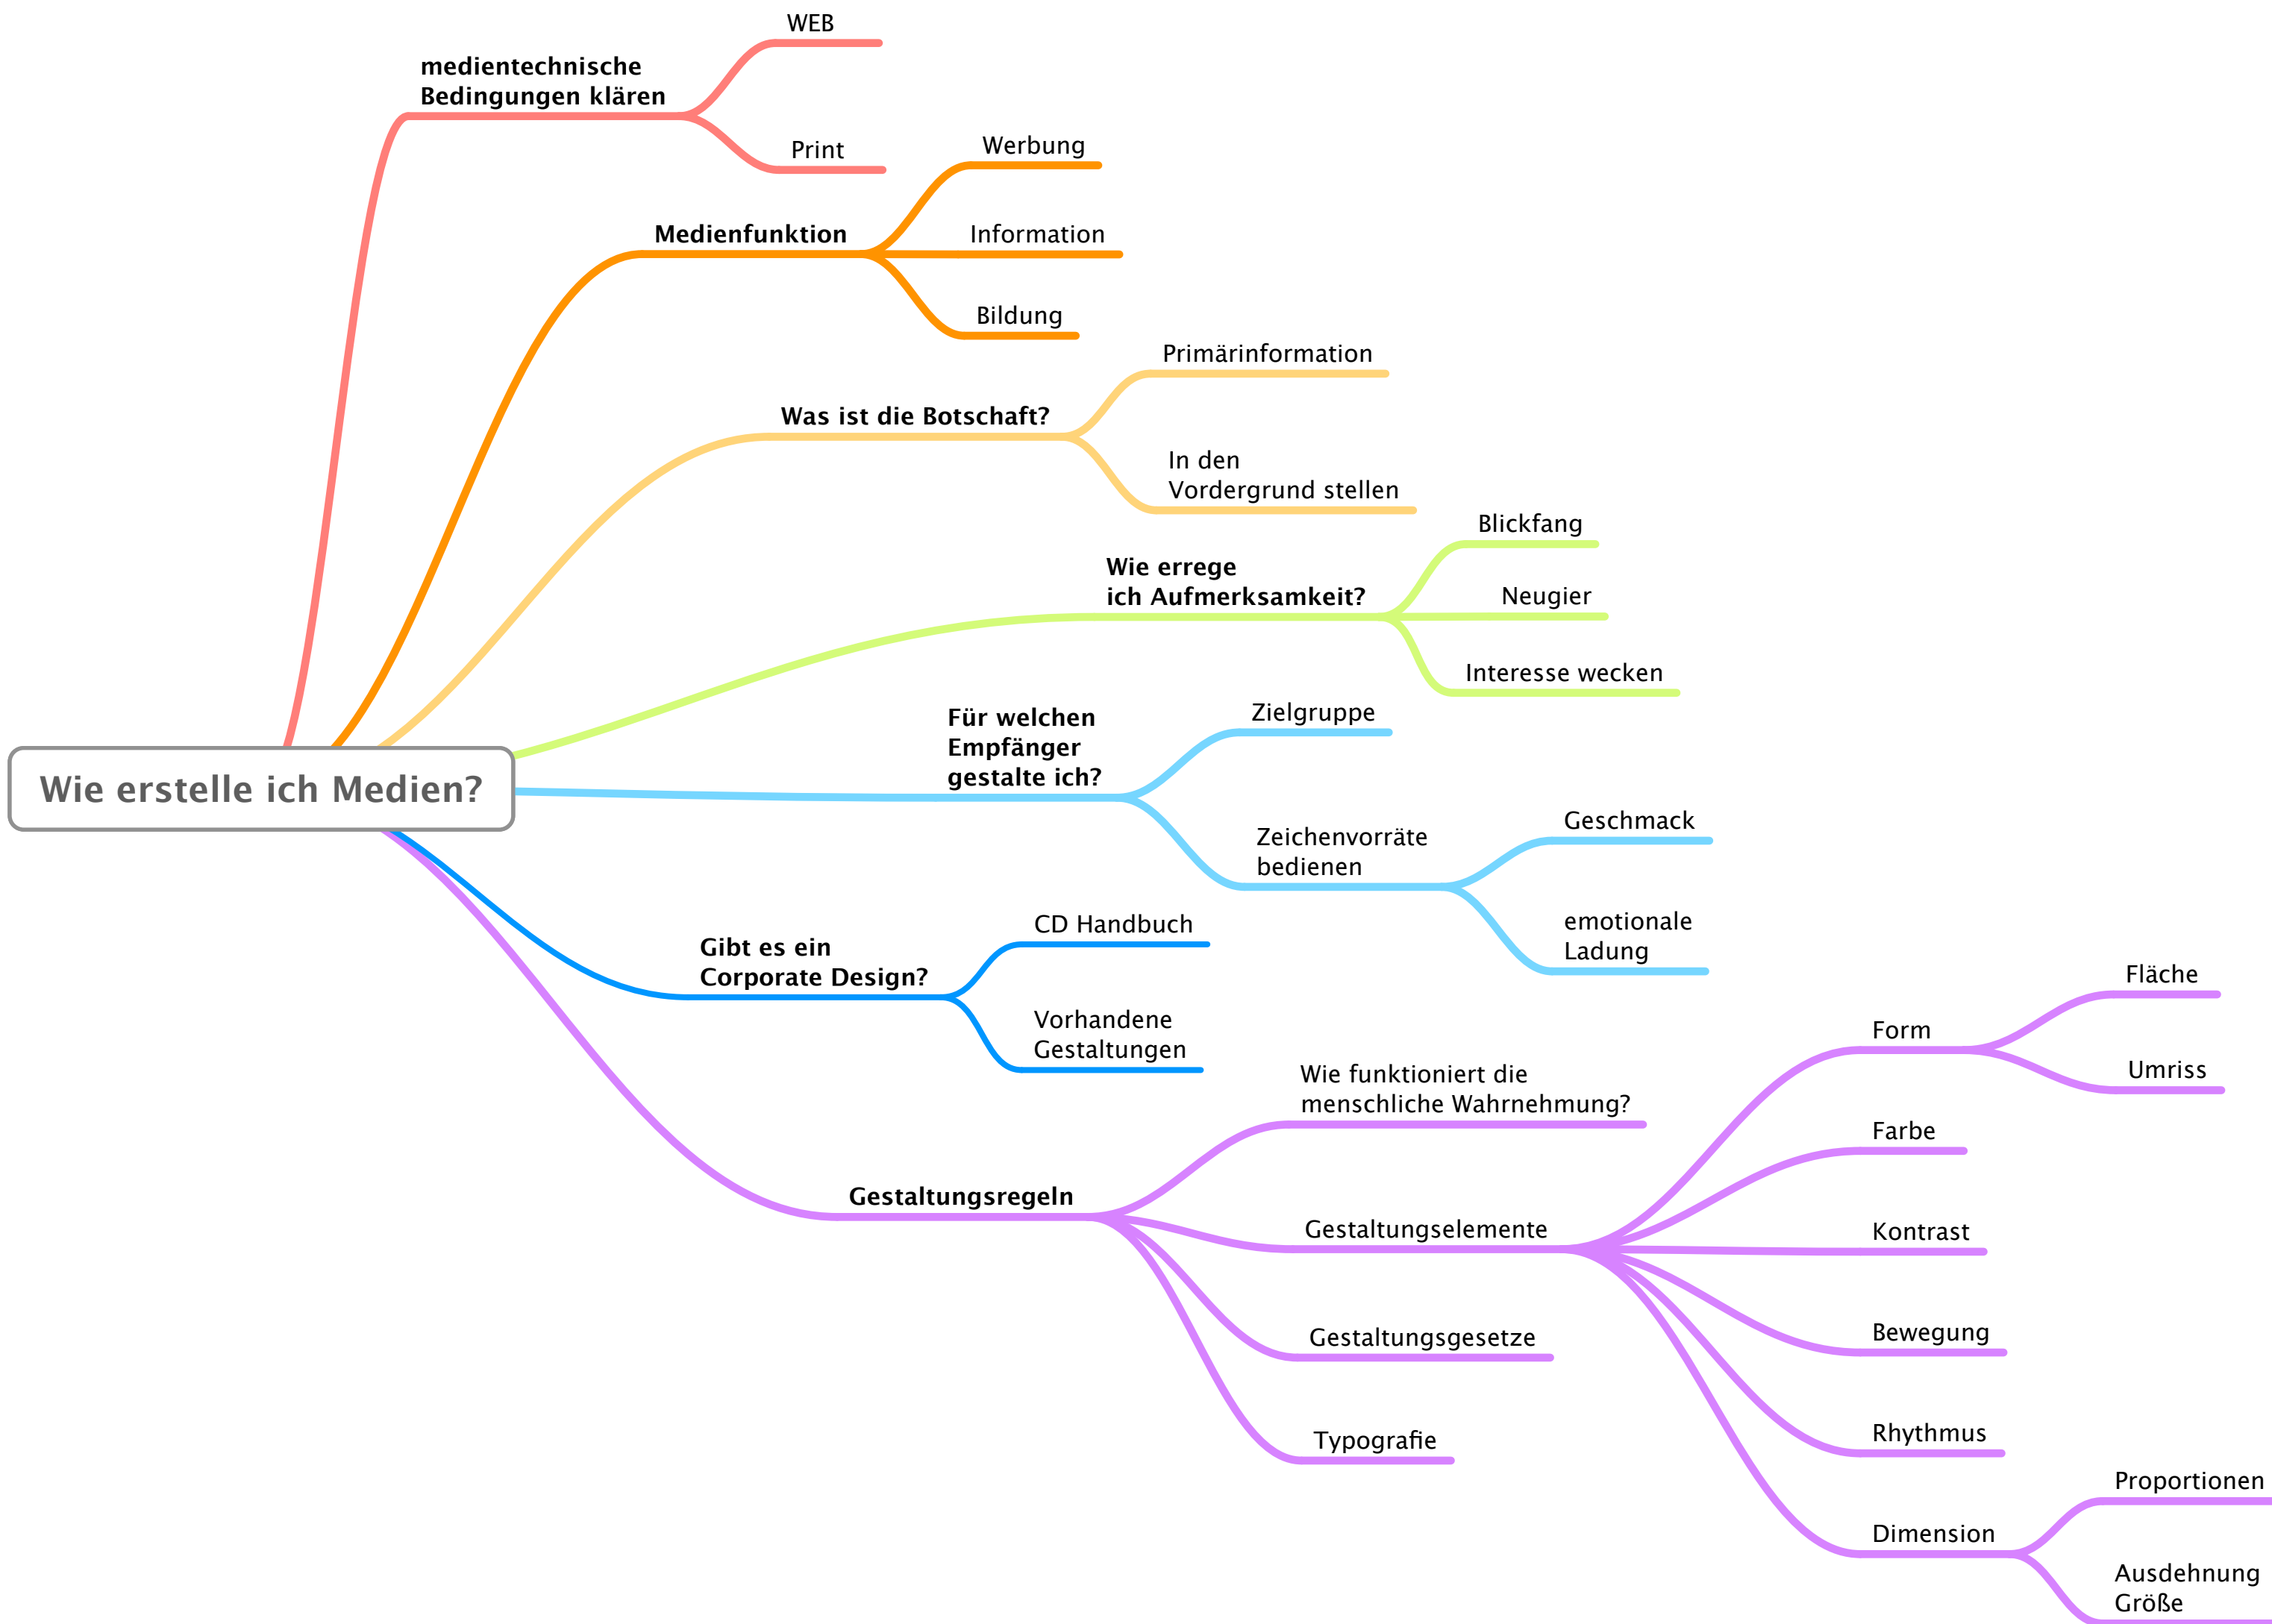 WEB
medientechnische
Bedingungen klären
Print
Werbung
Medienfunktion
Information
Bildung
Primärinformation
Was ist die Botschaft?
In den
Vordergrund stellen
Blickfang
Wie errege
ich Aufmerksamkeit?
Neugier
Interesse wecken
Für welchen
Empfänger
gestalte ich?
Zielgruppe
Zeichenvorräte
bedienen
Geschmack
emotionale
Ladung
Wie erstelle ich Medien?
Gibt es ein
Corporate Design?
CD Handbuch
Vorhandene
Gestaltungen
Gestaltungsregeln
Wie funktioniert die
menschliche Wahrnehmung?
Gestaltungselemente
Form
Fläche
Umriss
Farbe
Kontrast
Bewegung
Rhythmus
Dimension
Proportionen
Ausdehnung
Größe
Gestaltungsgesetze
Typografie